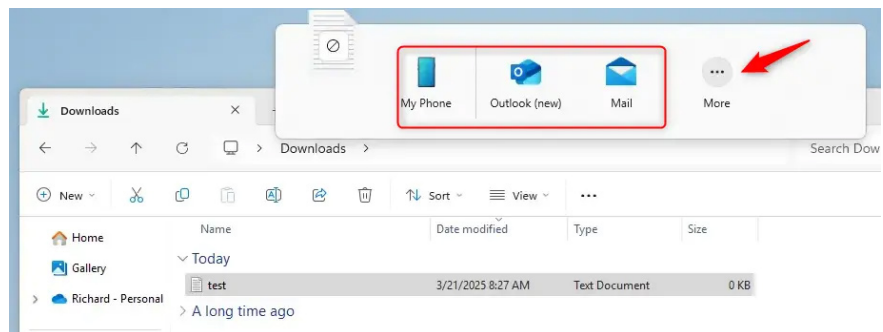 My Phone
Outlook (new)
Mail
More
Downloads
Downloads
Search Dow
New
Sort
View
Name
Date modified
Type
Size
Home
Gallery
Richard - Personal
Today
test
3/21/2025 8:27 AM
Text Document
0 KB
A long time ago